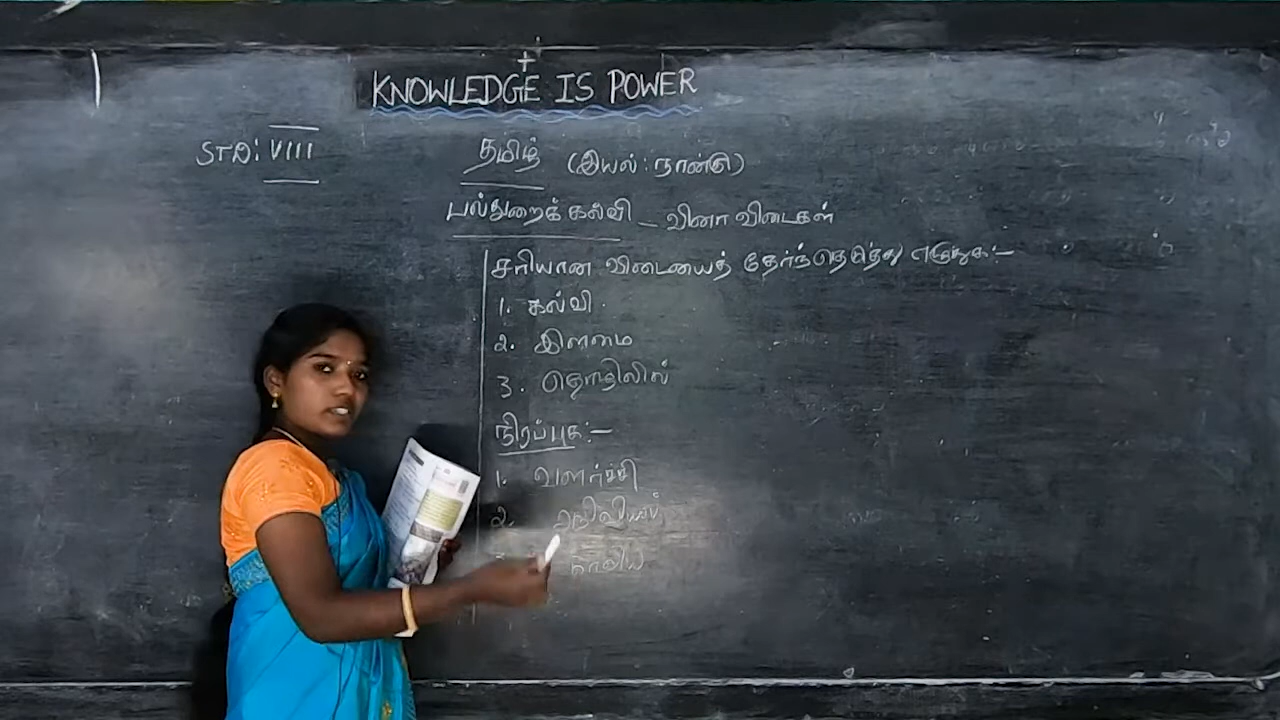 KNOWLEDGE IS POWER
STD: VIII
தமிழ் (இயல் : நான்கு)
பல்துறைக் கல்வி – வினா விடைகள்
சரியான விடையைத் தேர்ந்தெடுத்து எழுதுக:-
1. கல்வி.
2. இளமை
3. தொழிலில்
நிரப்புக:-
1. வளர்ச்சி
2. அறிவியல்
காவிய